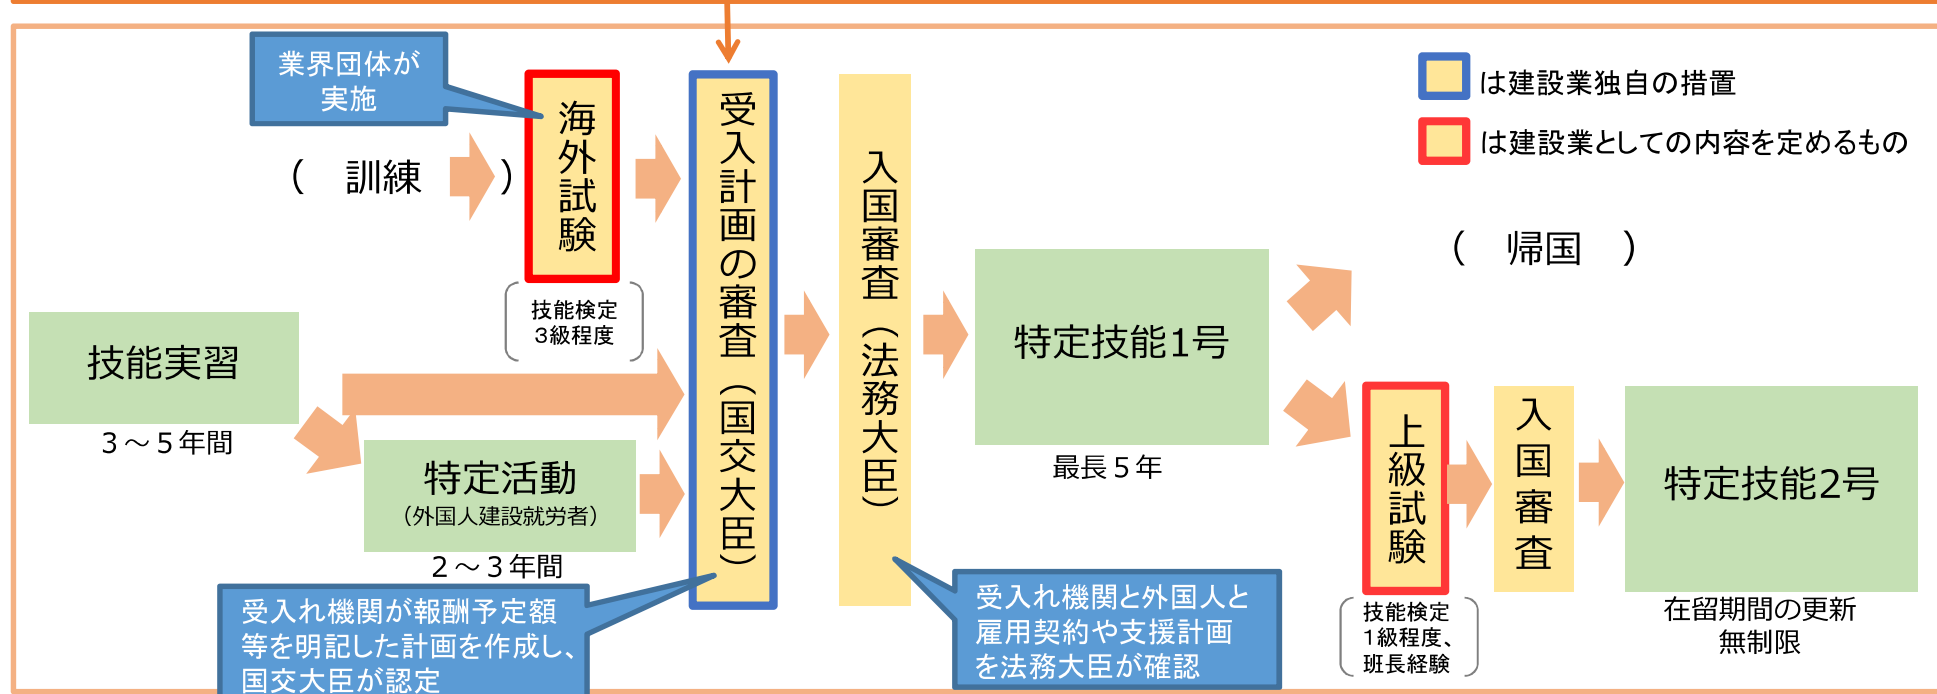 業界団体が
実施
（　訓練　）
海外試験
技能検定
3級程度
受入計画の審査（国交大臣）
入国審査（法務大臣）
は建設業独自の措置
は建設業としての内容を定めるもの
技能実習
3～5年間
特定活動
（外国人建設就労者）
2～3年間
受入れ機関が報酬予定額
等を明記した計画を作成し、
国交大臣が認定
受入れ機関と外国人と
雇用契約や支援計画
を法務大臣が確認
特定技能1号
最長5年
（　帰国　）
上級試験
技能検定
1級程度、
班長経験
入国審査
特定技能2号
在留期間の更新
無制限